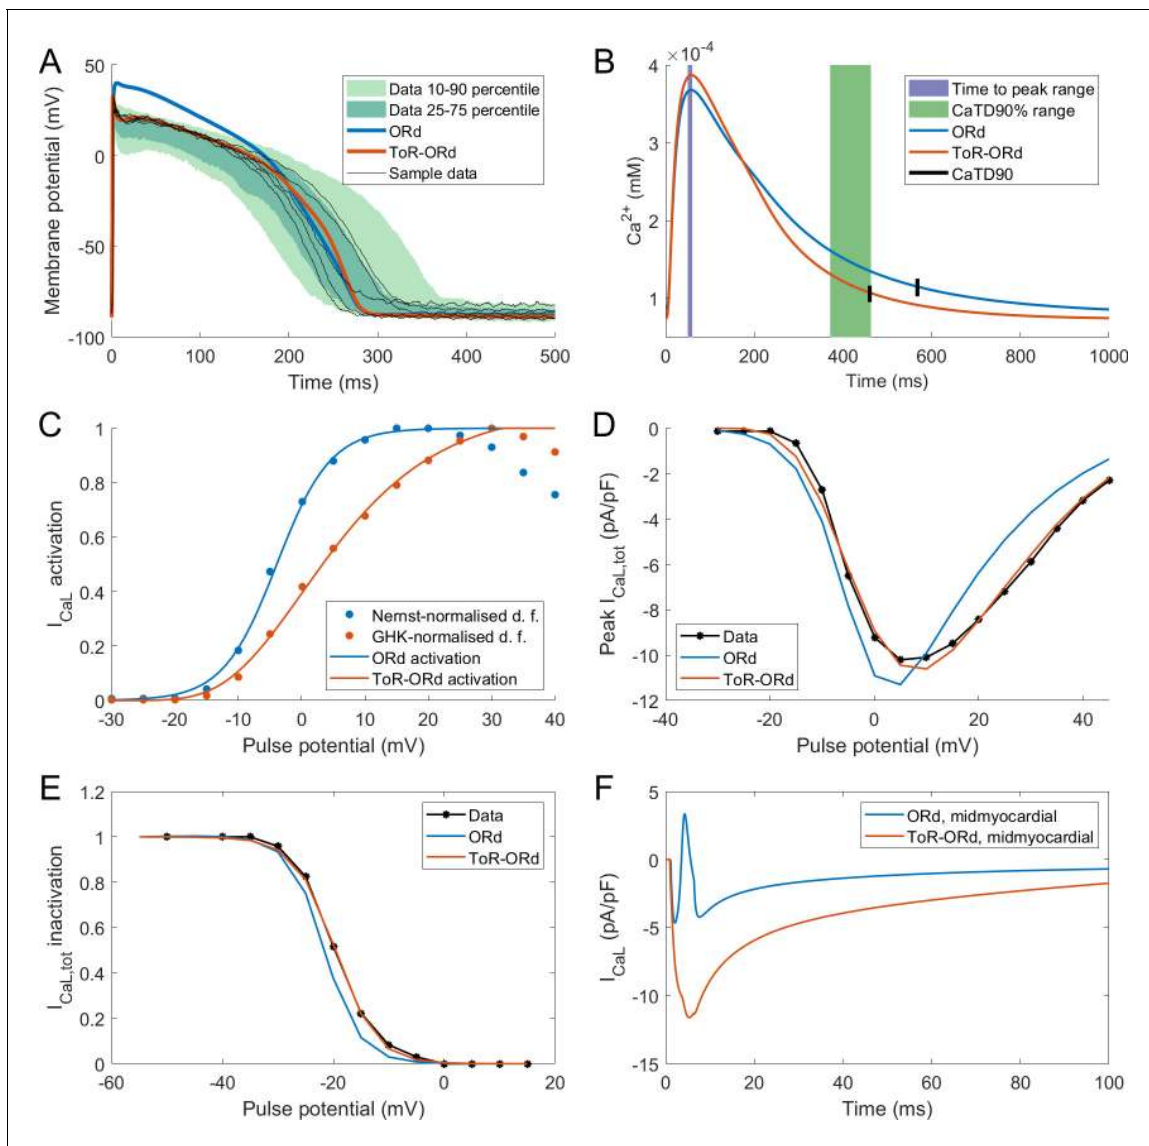 A
50
0
-50
-100
Membrane potential (mV)
Data 10-90 percentile
Data 25-75 percentile
ORd
ToR-ORd
Sample data
0 100 200 300 400 500
Time (ms)
B
×10⁻⁴
4
3
2
1
Ca²⁺ (mM)
Time to peak range
CaTD90% range
ORd
ToR-ORd
CaTD90
0 200 400 600 800 1000
Time (ms)
C
1
0.8
0.6
0.4
0.2
0
I_CaL activation
Nernst-normalised d. f.
GHK-normalised d. f.
ORd activation
ToR-ORd activation
-30 -20 -10 0 10 20 30 40
Pulse potential (mV)
D
0
-2
-4
-6
-8
-10
-12
Peak I_CaL,tot (pA/pF)
Data
ORd
ToR-ORd
-40 -20 0 20 40
Pulse potential (mV)
E
1.2
1
0.8
0.6
0.4
0.2
0
I_CaL,tot inactivation
Data
ORd
ToR-ORd
-60 -40 -20 0 20
Pulse potential (mV)
F
5
0
-5
-10
-15
I_CaL (pA/pF)
ORd, midmyocardial
ToR-ORd, midmyocardial
0 20 40 60 80 100
Time (ms)